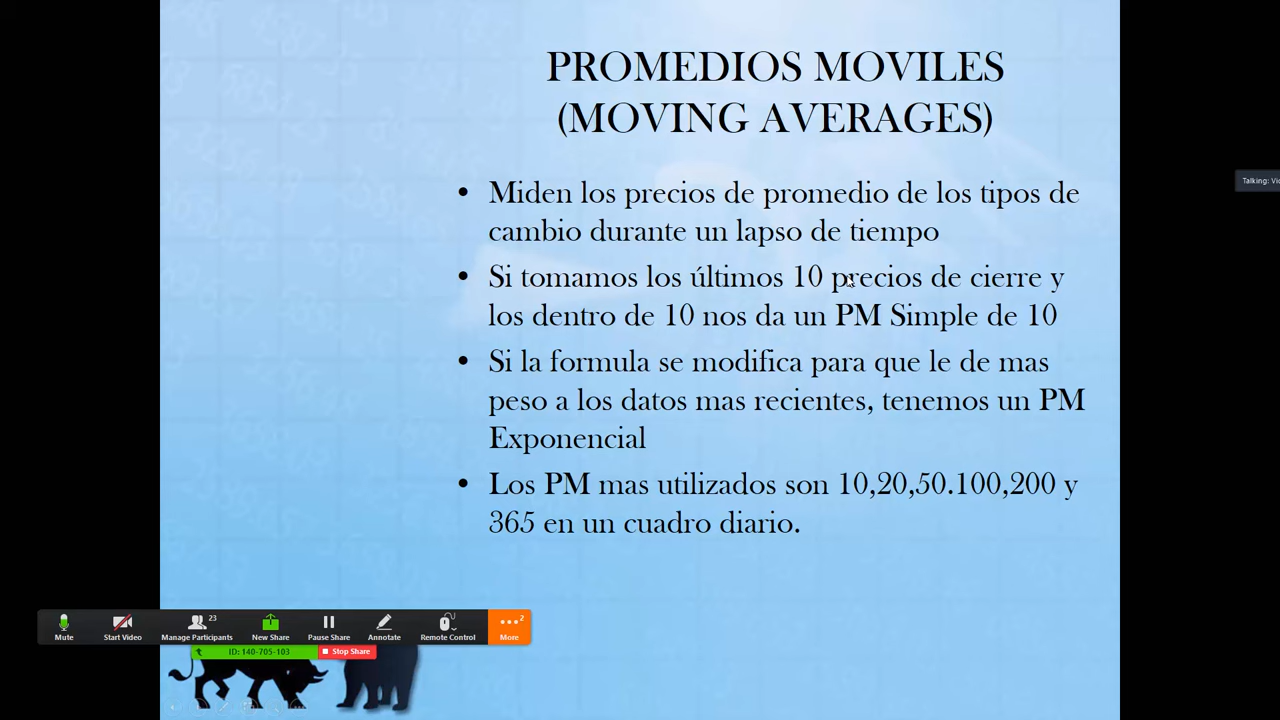 PROMEDIOS MOVILES
(MOVING AVERAGES)
Talking:
• Miden los precios de promedio de los tipos de
cambio durante un lapso de tiempo
• Si tomamos los últimos 10 precios de cierre y
los dentro de 10 nos da un PM Simple de 10
• Si la formula se modifica para que le de mas
peso a los datos mas recientes, tenemos un PM
Exponencial
• Los PM mas utilizados son 10,20,50.100,200 y
365 en un cuadro diario.
23
2
Mute Start Video Manage Participants New Share Pause Share Annotate Remote Control More
ID: 140-705-103 Stop Share